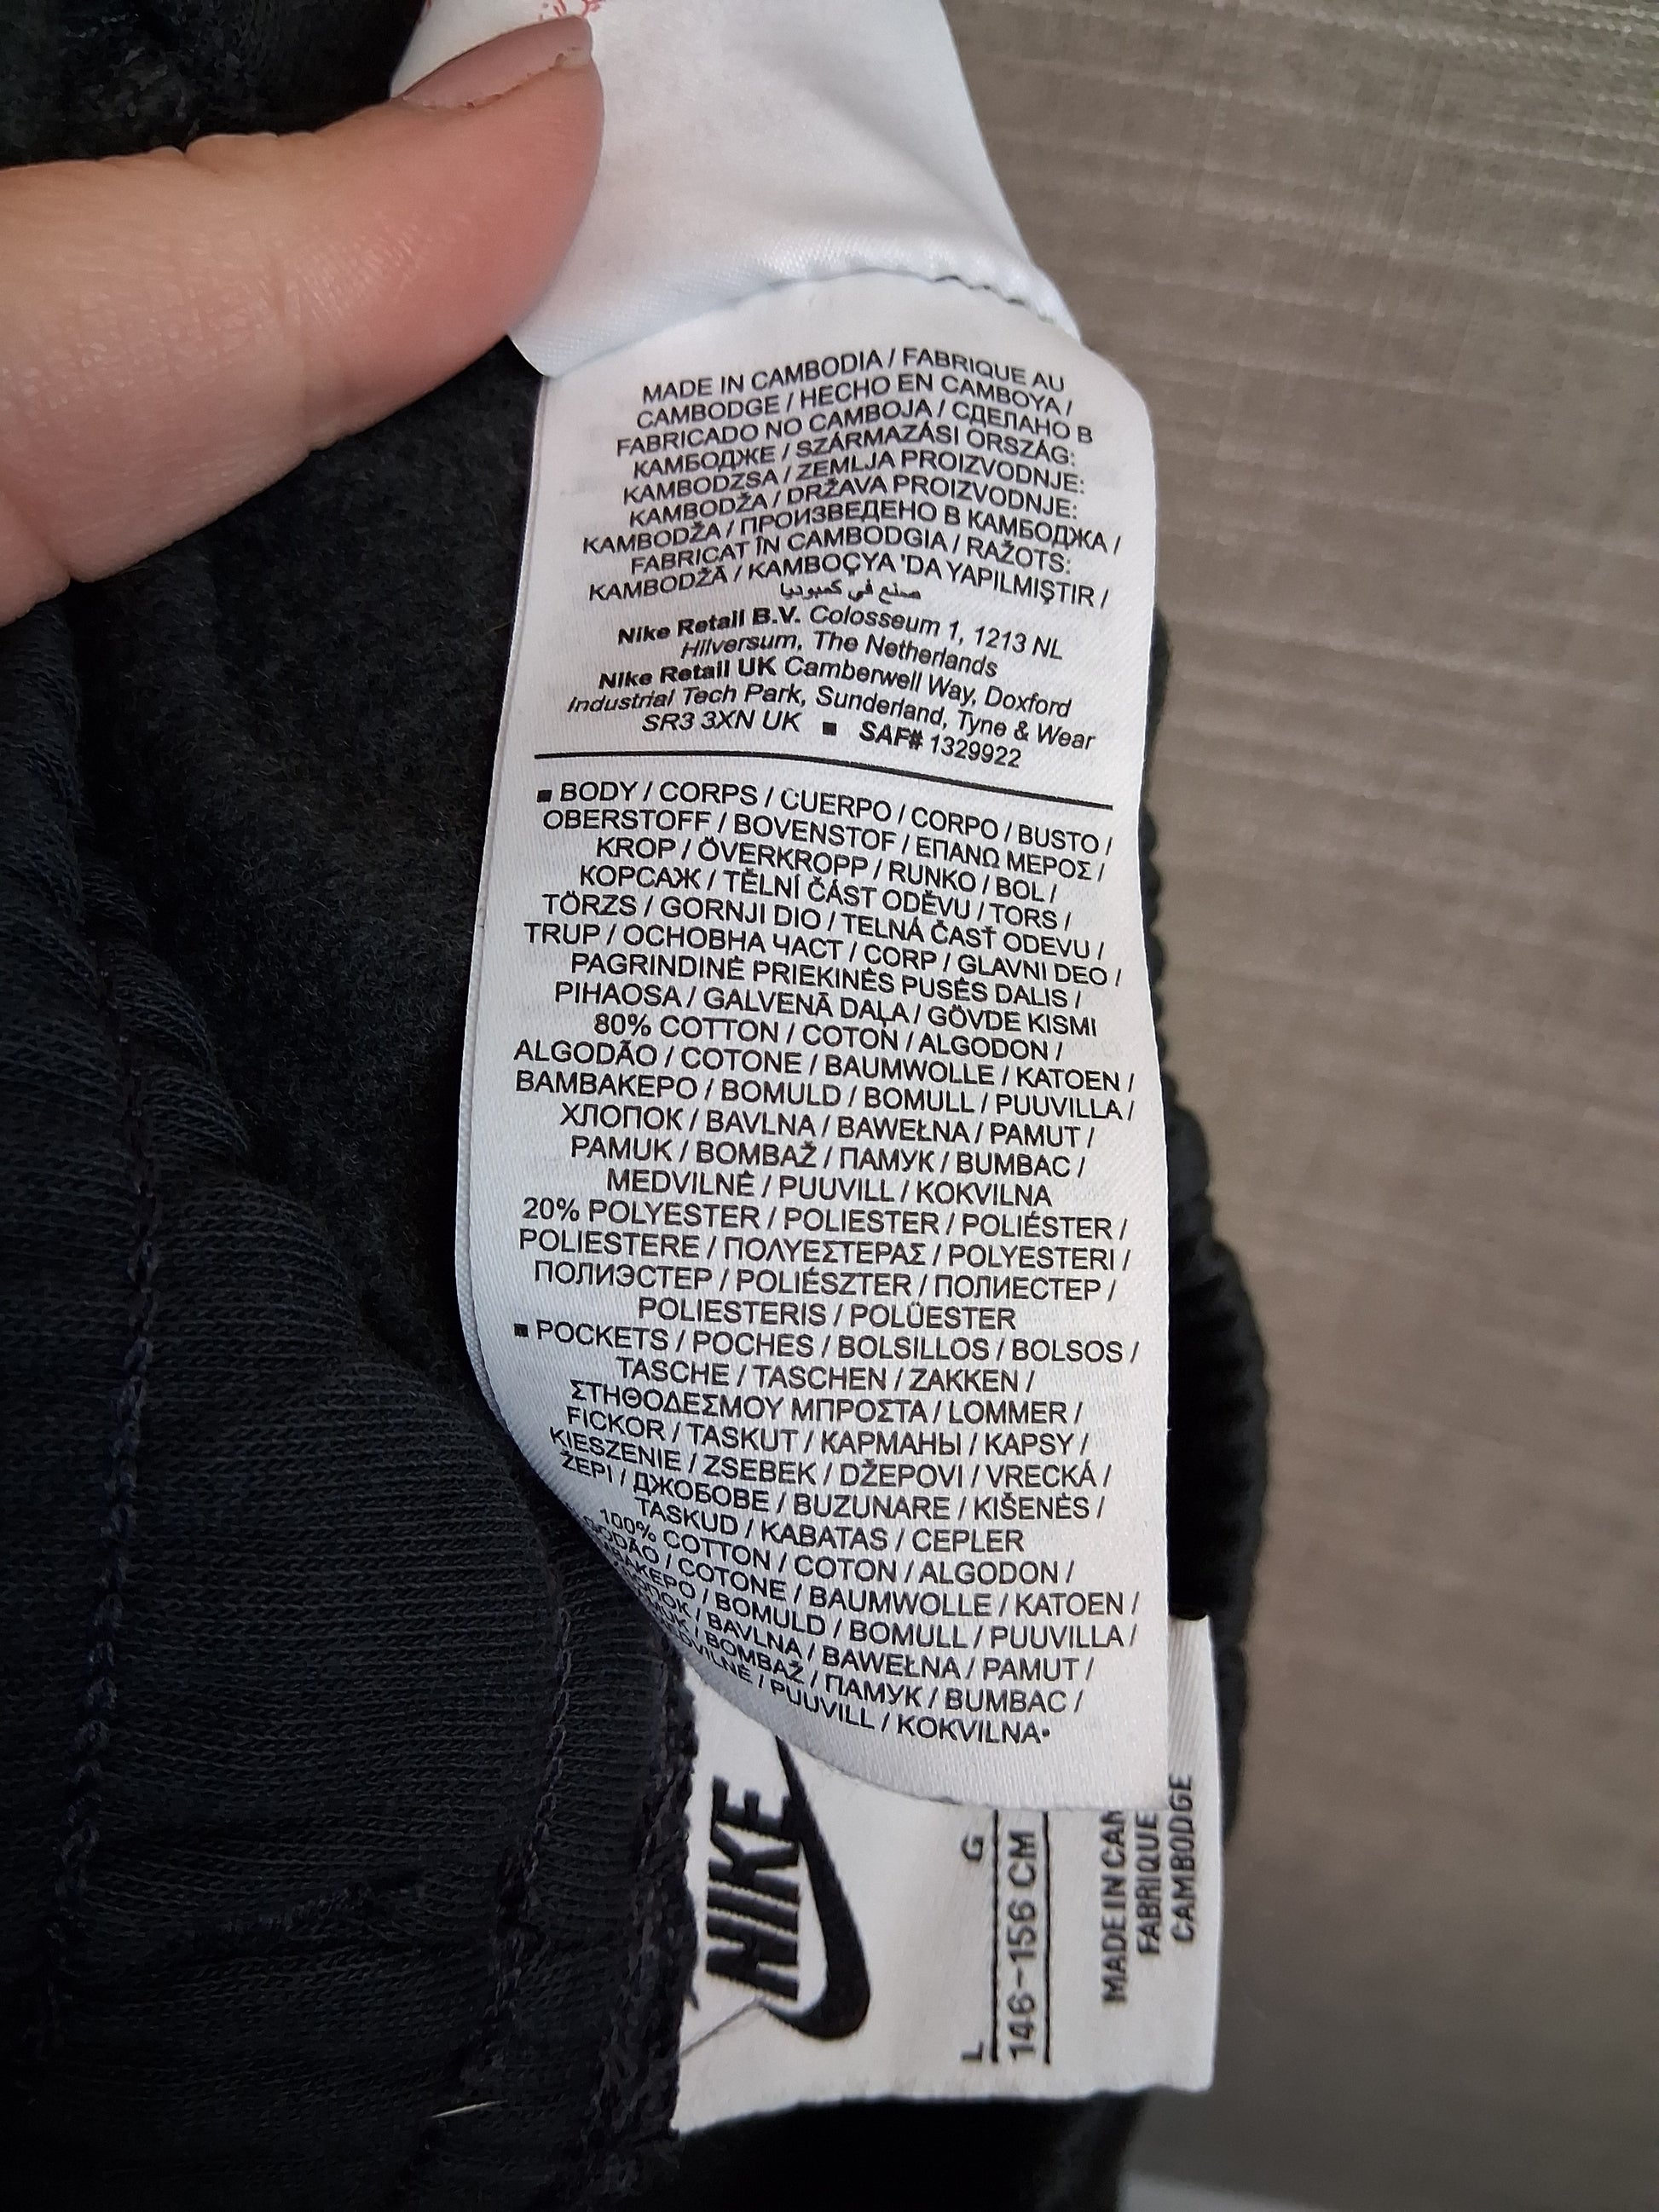 MADE IN CAMBODIA / FABRIQUE AU
CAMBODGE / HECHO EN CAMBOYA /
FABRICADO NO CAMBOJA / СДЕЛАНО В
КАМБОДЖЕ / SZÁRMAZÁSI ORSZÁG:
KAMBODZSA / ZEMLJA PROIZVODNJE:
KAMBODŽA / DRŽAVA PROIZVODNJE:
KAMBODŽA / ПРОИЗВЕДЕНО В КАМБОДЖА /
FABRICAT ÎN CAMBODGIA / RAŽOTS:
KAMBODŽĀ / KAMBOÇYA 'DA YAPILMIŞTIR /
صنع في كمبوديا
Nike Retail B.V. Colosseum 1, 1213 NL
Hilversum, The Netherlands
Nike Retail UK Camberwell Way, Doxford
Industrial Tech Park, Sunderland, Tyne & Wear
SR3 3XN UK ■ SAF# 1329922
■ BODY / CORPS / CUERPO / CORPO / BUSTO /
OBERSTOFF / BOVENSTOF / ΕΠΑΝΩ ΜΕΡΟΣ /
KROP / ÖVERKROPP / RUNKO / BOL /
КОРСАЖ / TĚLNÍ ČÁST ODĚVU / TORS /
TÖRZS / GORNJI DIO / TELNÁ ČASŤ ODEVU /
TRUP / ОСНОВНА ЧАСТ / CORP / GLAVNI DEO /
PAGRINDINĖ PRIEKINĖS PUSĖS DALIS /
PIHAOSA / GALVENĀ DAĻA / GÖVDE KISMI
80% COTTON / COTON / ALGODON /
ALGODÃO / COTONE / BAUMWOLLE / KATOEN /
ΒΑΜΒΑΚΕΡΟ / BOMULD / BOMULL / PUUVILLA /
ХЛОПОК / BAVLNA / BAWEŁNA / PAMUT /
PAMUK / BOMBAŽ / ПАМУК / BUMBAC /
MEDVILNĖ / PUUVILL / KOKVILNA
20% POLYESTER / POLIESTER / POLIÉSTER /
POLIESTERE / ΠΟΛΥΕΣΤΕΡΑΣ / POLYESTERI /
ПОЛИЭСТЕР / POLIÉSZTER / ПОЛИЕСТЕР /
POLIESTERIS / POLÜESTER
■ POCKETS / POCHES / BOLSILLOS / BOLSOS /
TASCHE / TASCHEN / ZAKKEN /
ΣΤΗΘΟΔΕΣΜΟΥ ΜΠΡΟΣΤΑ / LOMMER /
FICKOR / TASKUT / КАРМАНЫ / KAPSY /
KIESZENIE / ZSEBEK / DŽEPOVI / VRECKÁ /
ŽEPI / ДЖОБОВЕ / BUZUNARE / KIŠENĖS /
TASKUD / KABATAS / CEPLER
100% COTTON / COTON / ALGODON /
/ COTONE / BAUMWOLLE / KATOEN /
/ BOMULD / BOMULL / PUUVILLA /
/ BAVLNA / BAWEŁNA / PAMUT /
/ BOMBAŽ / ПАМУК / BUMBAC /
/ PUUVILL / KOKVILNA•
NIKE
L G
146-156 CM
MADE IN
FABRIQUE
CAMBODGE